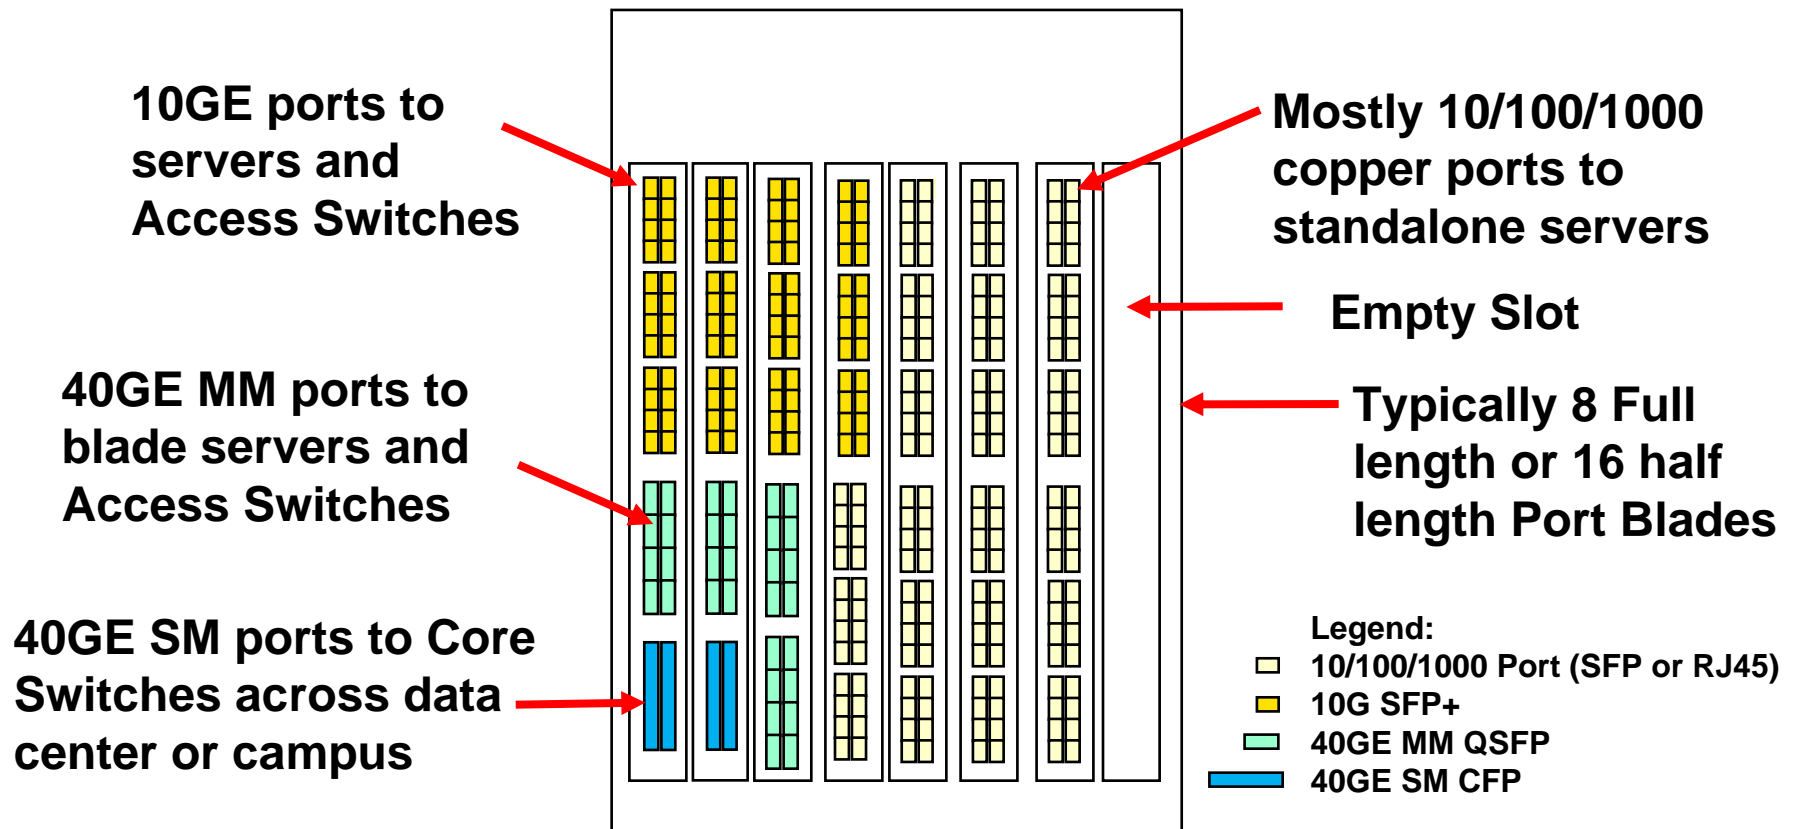 10GE ports to
servers and
Access Switches
40GE MM ports to
blade servers and
Access Switches
40GE SM ports to Core
Switches across data
center or campus
Mostly 10/100/1000
copper ports to
standalone servers
Empty Slot
Typically 8 Full
length or 16 half
length Port Blades
Legend:
10/100/1000 Port (SFP or RJ45)
10G SFP+
40GE MM QSFP
40GE SM CFP